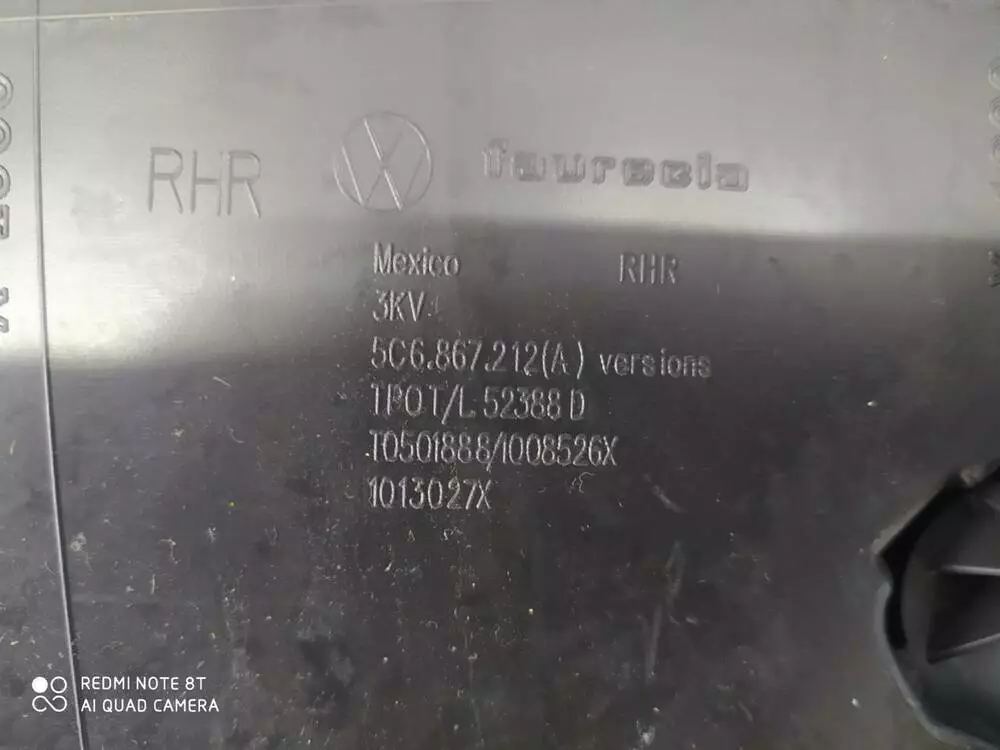 RHR
faurecia
Mexico RHR
3KV
5C6.867.212(A) versions
TPOT/L 52388 D
T0501888/1008526X
1013027X
REDMI NOTE 8T
AI QUAD CAMERA